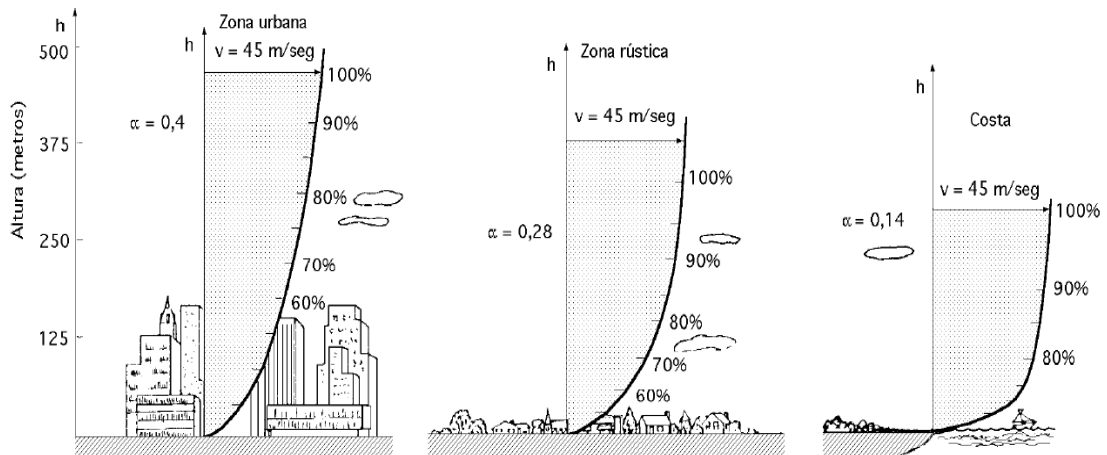 h
500
375
250
125
Altura (metros)
h
Zona urbana
v = 45 m/seg
100%
∝ = 0,4
90%
80%
70%
60%
h
Zona rústica
v = 45 m/seg
100%
∝ = 0,28
90%
80%
70%
60%
h
Costa
v = 45 m/seg
100%
∝ = 0,14
90%
80%